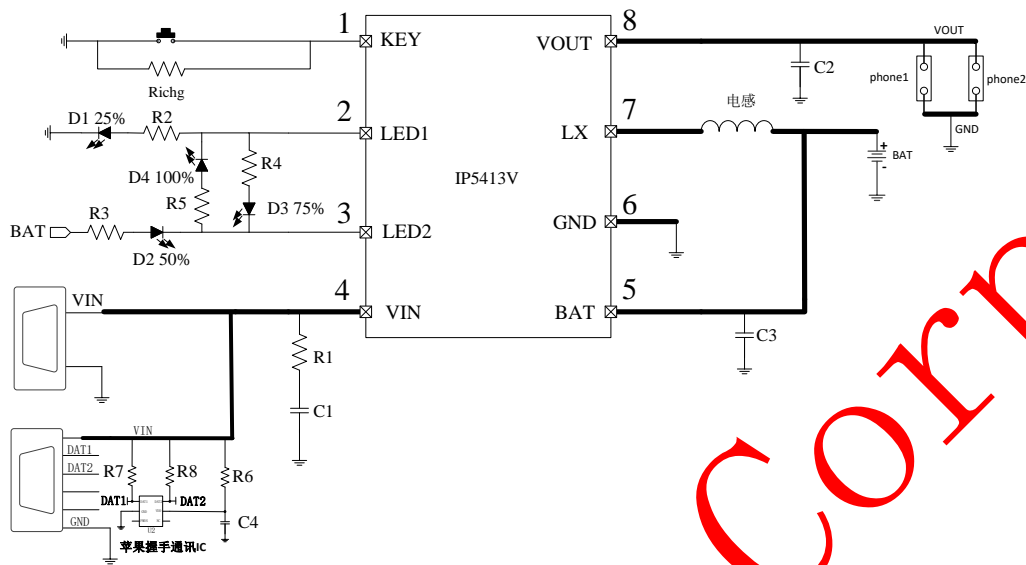 1
KEY
Richg
2
D1 25%
R2
LED1
D4 100%
R4
R5
D3 75%
3
BAT
R3
LED2
D2 50%
4
VIN
VIN
R1
C1
IP5413V
8
VOUT
VOUT
C2
phone1
phone2
GND
7
电感
LX
BAT
+
-
6
GND
5
BAT
C3
VIN
DAT1
DAT2
R7
R8
R6
DAT1
DAT2
GND
C4
U2
苹果握手通讯IC
Corr